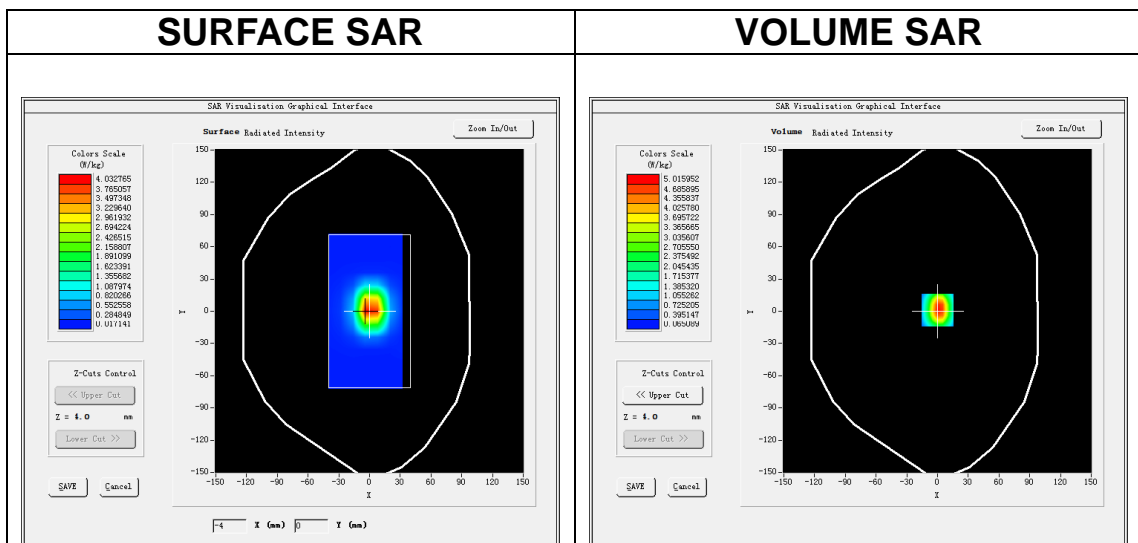 SURFACE SAR
VOLUME SAR
SAR Visualisation Graphical Interface
Surface Radiated Intensity
Zoom In/Out
Colors Scale
(W/kg)
4.032765
3.765057
3.497348
3.229640
2.961932
2.694224
2.426515
2.158807
1.891099
1.623391
1.355682
1.087974
0.820266
0.552558
0.284849
0.017141
150
120
90
60
30
0
-30
-60
-90
-120
-150
Y
-150 -120 -90 -60 -30 0 30 60 90 120 150
X
Z-Cuts Control
<< Upper Cut
Z = 4.0 mm
Lower Cut >>
SAVE Cancel
-4 X (mm) 0 Y (mm)
SAR Visualisation Graphical Interface
Volume Radiated Intensity
Zoom In/Out
Colors Scale
(W/kg)
5.015952
4.685895
4.355837
4.025780
3.695722
3.365665
3.035607
2.705550
2.375492
2.045435
1.715377
1.385320
1.055262
0.725205
0.395147
0.065089
150
120
90
60
30
0
-30
-60
-90
-120
-150
Y
-150 -120 -90 -60 -30 0 30 60 90 120 150
X
Z-Cuts Control
<< Upper Cut
Z = 4.0 mm
Lower Cut >>
SAVE Cancel